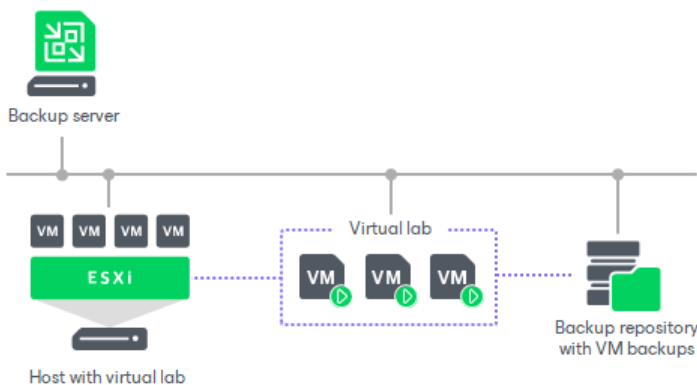 Backup server
VM VM VM VM
Virtual lab
ESXi
VM VM VM
Backup repository
with VM backups
Host with virtual lab